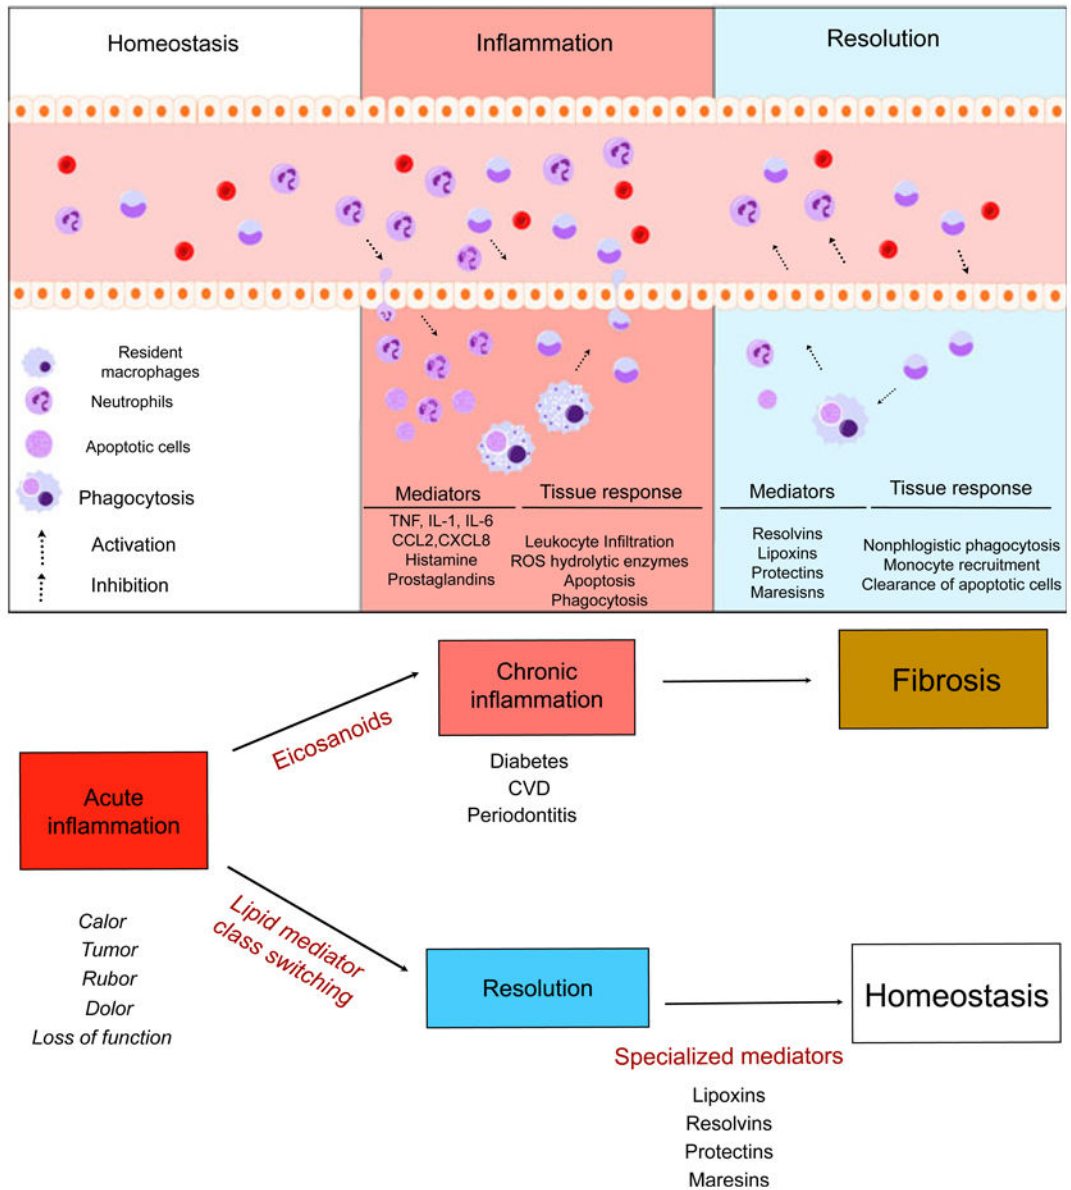 Homeostasis
Inflammation
Resolution
Resident
macrophages
Neutrophils
Apoptotic cells
Phagocytosis
Activation
Inhibition
Mediators
TNF, IL-1, IL-6
CCL2,CXCL8
Histamine
Prostaglandins
Tissue response
Leukocyte Infiltration
ROS hydrolytic enzymes
Apoptosis
Phagocytosis
Mediators
Resolvins
Lipoxins
Protectins
Maresisns
Tissue response
Nonphlogistic phagocytosis
Monocyte recruitment
Clearance of apoptotic cells
Acute
inflammation
Calor
Tumor
Rubor
Dolor
Loss of function
Eicosanoids
Chronic
inflammation
Diabetes
CVD
Periodontitis
Fibrosis
Lipid mediator
class switching
Resolution
Specialized mediators
Lipoxins
Resolvins
Protectins
Maresins
Homeostasis